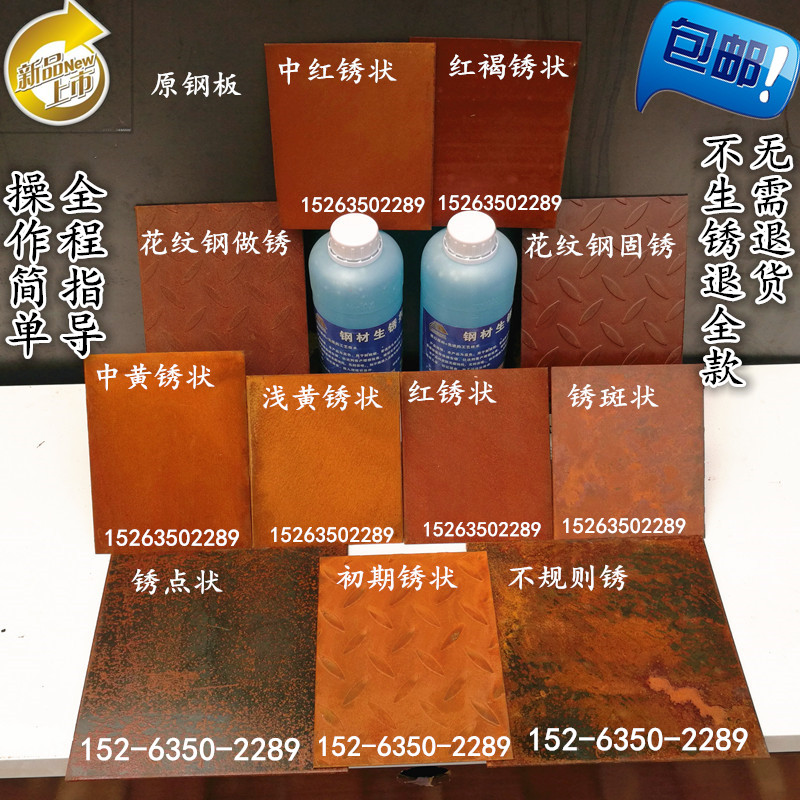 新品New
上市
包邮!
原钢板
中红锈状
红褐锈状
15263502289
15263502289
全程指导
操作简单
无需退货
不生锈退全款
花纹钢做锈
花纹钢固锈
钢材生锈
中黄锈状
浅黄锈状
红锈状
锈斑状
15263502289
15263502289
15263502289
15263502289
锈点状
初期锈状
不规则锈
152-6350-2289
152-6350-2289
152-6350-2289